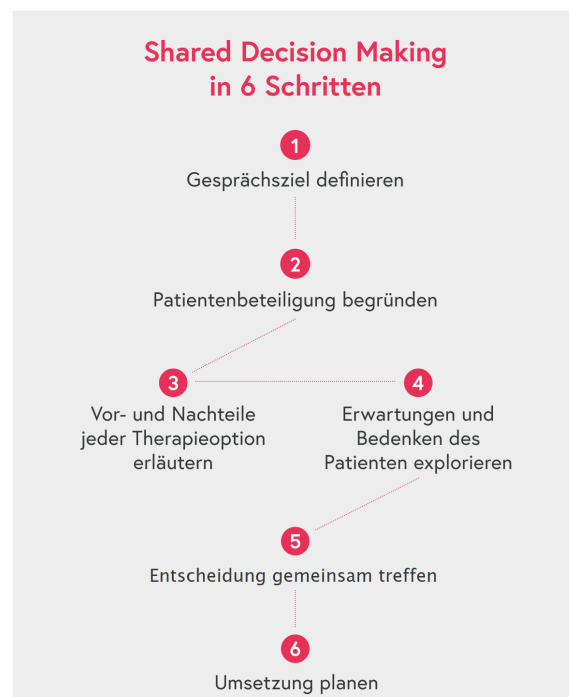 Shared Decision Making
in 6 Schritten
1
Gesprächsziel definieren
2
Patientenbeteiligung begründen
3
Vor- und Nachteile
jeder Therapieoption
erläutern
4
Erwartungen und
Bedenken des
Patienten explorieren
5
Entscheidung gemeinsam treffen
6
Umsetzung planen